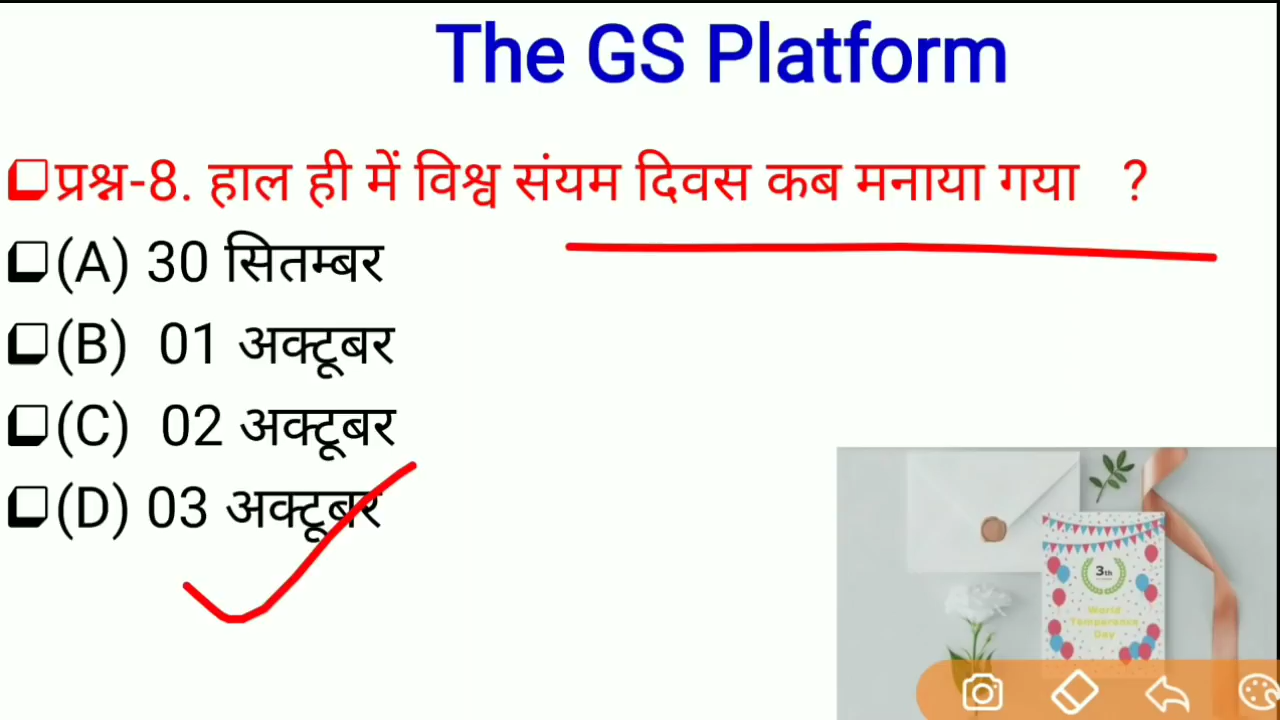 The GS Platform
प्रश्न-8. हाल ही में विश्व संयम दिवस कब मनाया गया ?
(A) 30 सितम्बर
(B) 01 अक्टूबर
(C) 02 अक्टूबर
(D) 03 अक्टूबर
3th
World
Temperance
Day